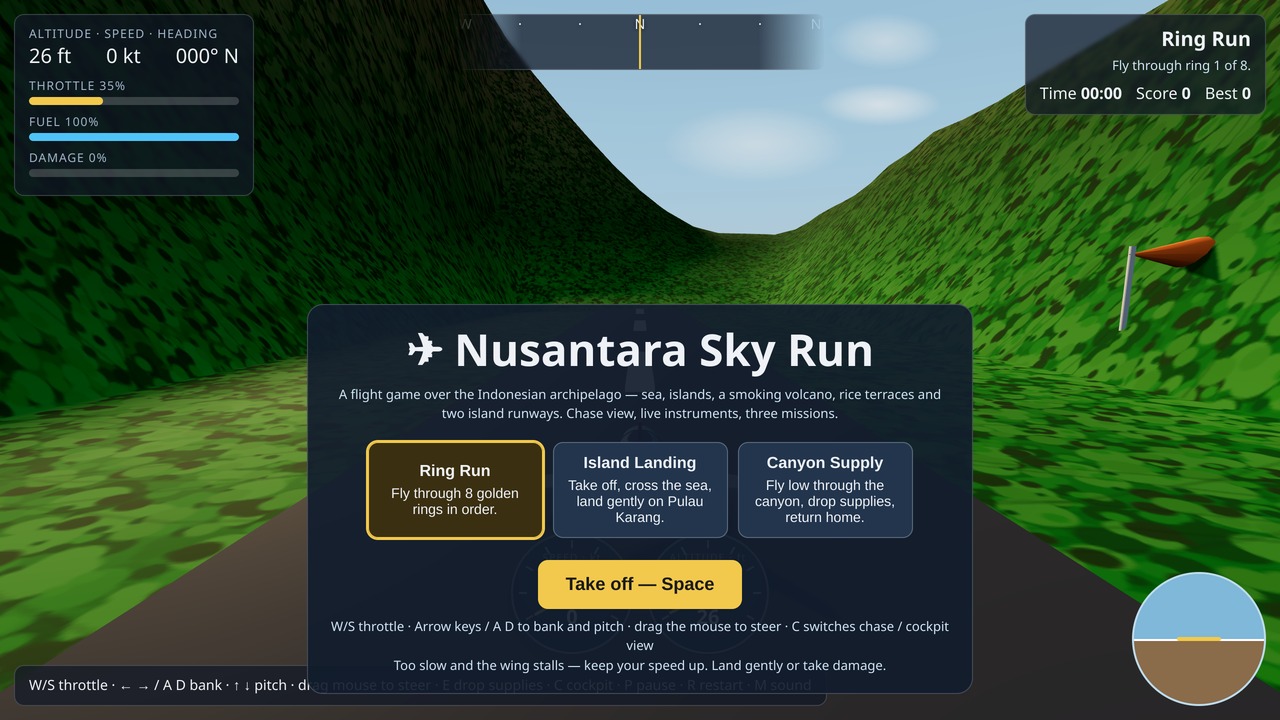 ALTITUDE · SPEED · HEADING
26 ft 0 kt 000° N
THROTTLE 35%
FUEL 100%
DAMAGE 0%
W · · N · · N
Ring Run
Fly through ring 1 of 8.
Time 00:00 Score 0 Best 0
✈ Nusantara Sky Run
A flight game over the Indonesian archipelago — sea, islands, a smoking volcano, rice terraces and
two island runways. Chase view, live instruments, three missions.
Ring Run
Fly through 8 golden
rings in order.
Island Landing
Take off, cross the sea,
land gently on Pulau
Karang.
Canyon Supply
Fly low through the
canyon, drop supplies,
return home.
Take off — Space
0
26
W/S throttle · Arrow keys / A D to bank and pitch · drag the mouse to steer · C switches chase / cockpit
view
Too slow and the wing stalls — keep your speed up. Land gently or take damage.
W/S throttle · ← → / A D bank · ↑ ↓ pitch · drag mouse to steer · E drop supplies · C cockpit · P pause · R restart · M sound